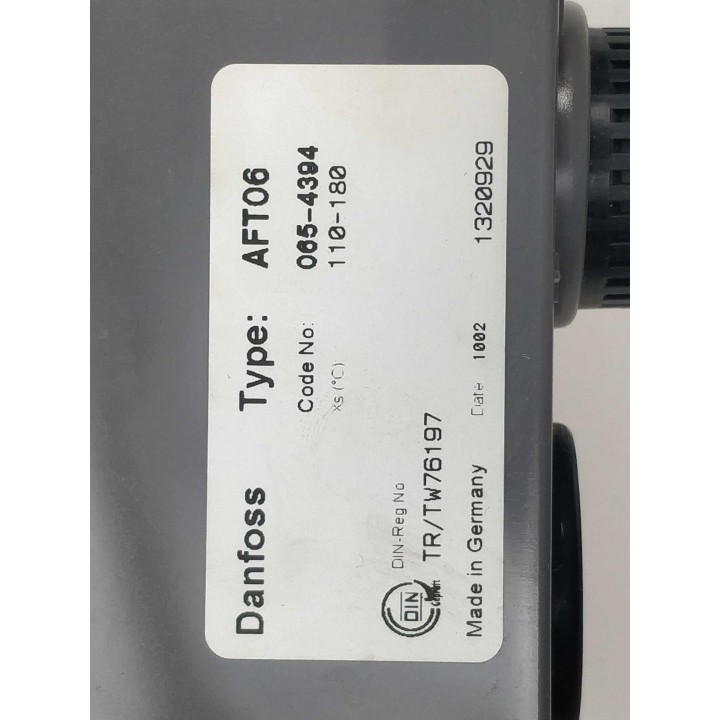 Danfoss Type: AFT06
Code No: 065-4394
xs (°C) 110-180
DIN-Reg No
DIN TR/TW76197
Made in Germany Date 1002 1320929